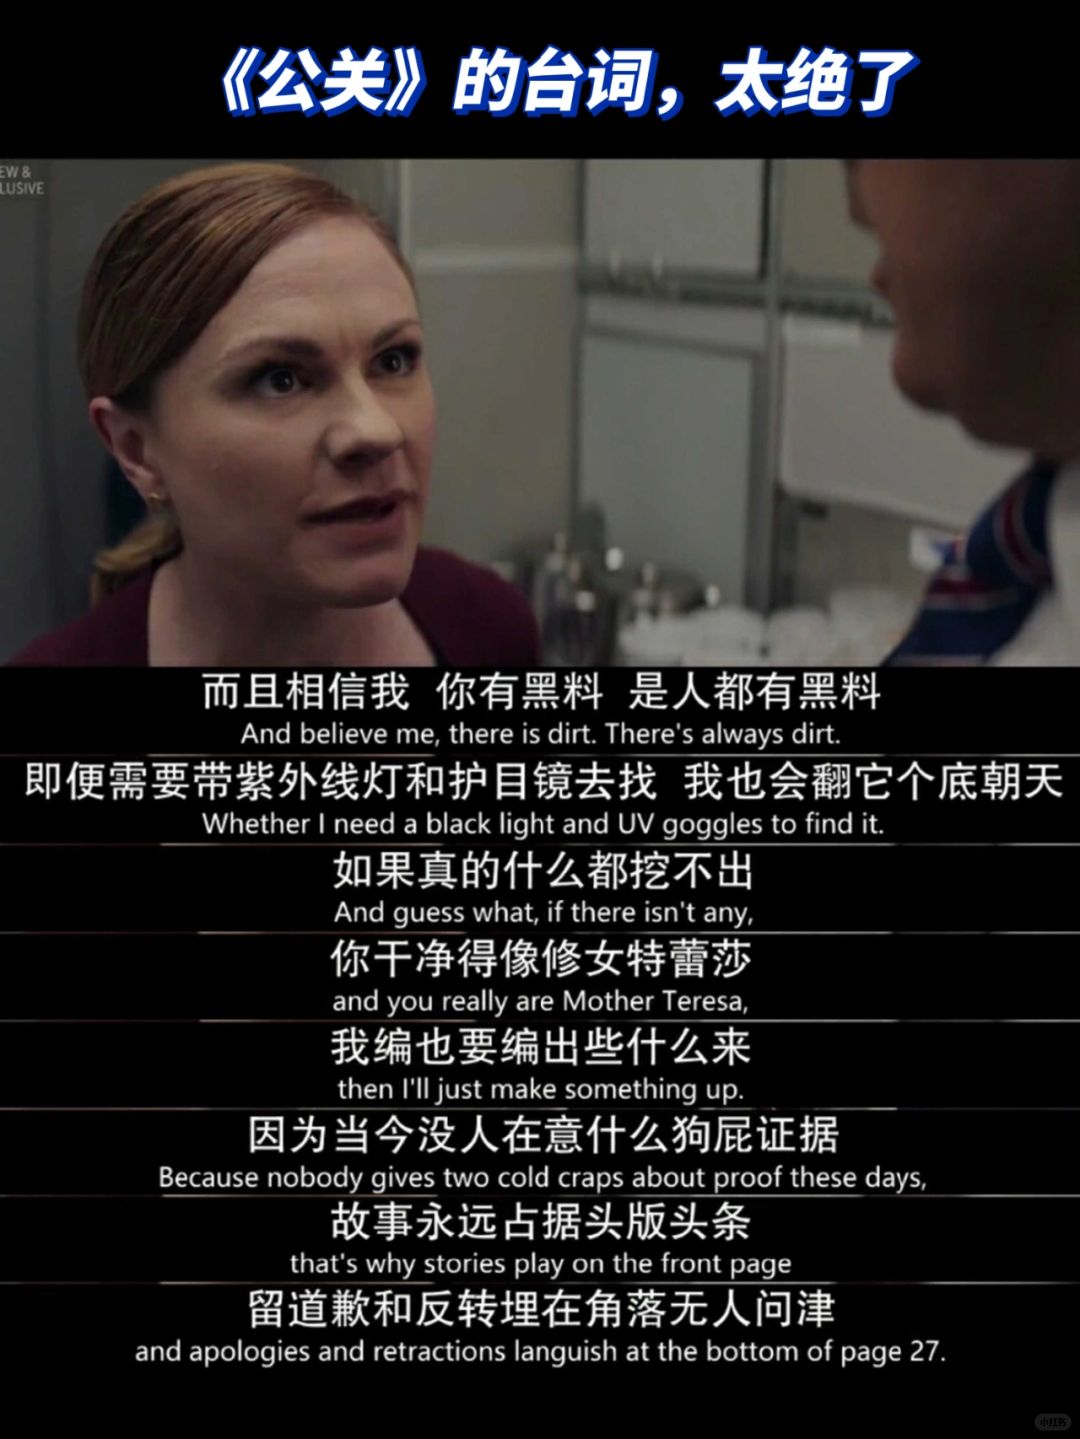 《公关》的台词，太绝了
EW &
LUSIVE
而且相信我 你有黑料 是人都有黑料
And believe me, there is dirt. There's always dirt.
即便需要带紫外线灯和护目镜去找 我也会翻它个底朝天
Whether I need a black light and UV goggles to find it.
如果真的什么都挖不出
And guess what, if there isn't any,
你干净得像修女特蕾莎
and you really are Mother Teresa,
我编也要编出些什么来
then I'll just make something up.
因为当今没人在意什么狗屁证据
Because nobody gives two cold craps about proof these days,
故事永远占据头版头条
that's why stories play on the front page
留道歉和反转埋在角落无人问津
and apologies and retractions languish at the bottom of page 27.
小红书